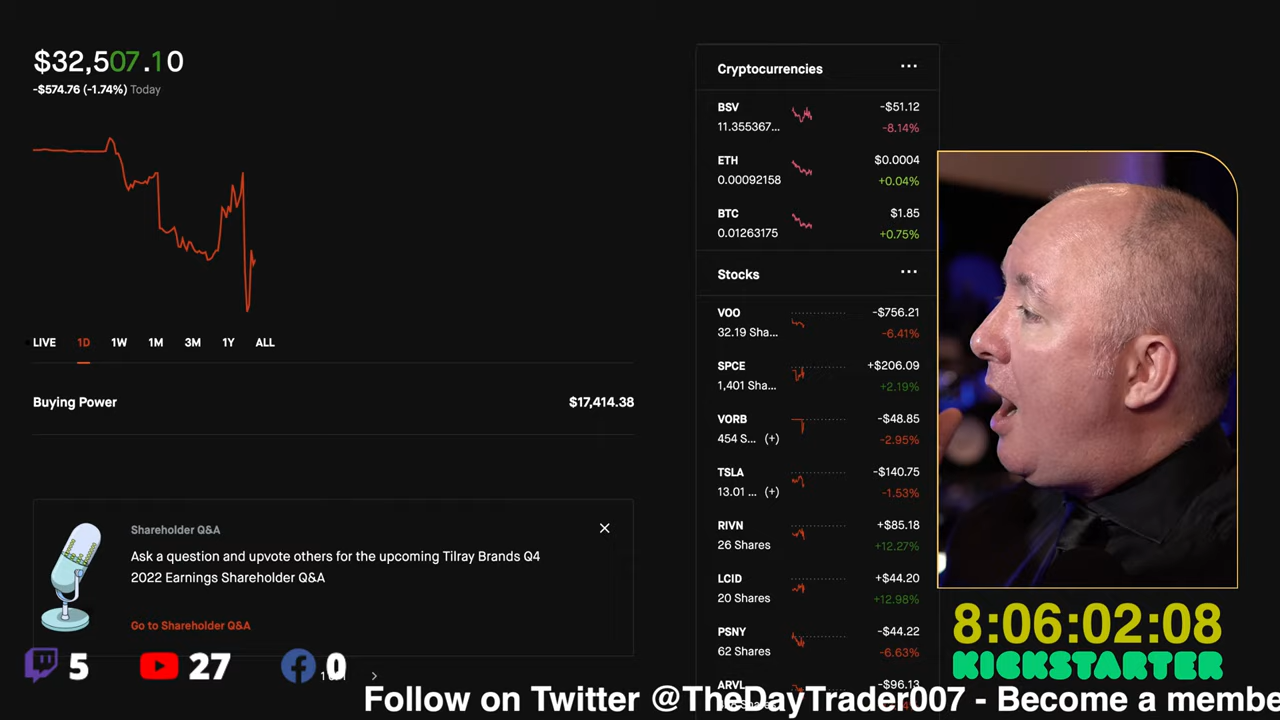 $32,507.10
-$574.76 (-1.74%) Today
LIVE 1D 1W 1M 3M 1Y ALL
Buying Power $17,414.38
Shareholder Q&A
Ask a question and upvote others for the upcoming Tilray Brands Q4
2022 Earnings Shareholder Q&A
Go to Shareholder Q&A
Cryptocurrencies
BSV -$51.12
11.355367... -8.14%
ETH $0.0004
0.00092158 +0.04%
BTC $1.85
0.01263175 +0.75%
Stocks
VOO -$756.21
32.19 Sha... -6.41%
SPCE +$206.09
1,401 Sha... +2.19%
VORB -$48.85
454 S... (+) -2.95%
TSLA -$140.75
13.01 ... (+) -1.53%
RIVN +$85.18
26 Shares +12.27%
LCID +$44.20
20 Shares +12.98%
PSNY -$44.22
62 Shares -6.63%
ARVL -$96.13
8:06:02:08
KICKSTARTER
5 27 0
Follow on Twitter @TheDayTrader007 - Become a membe